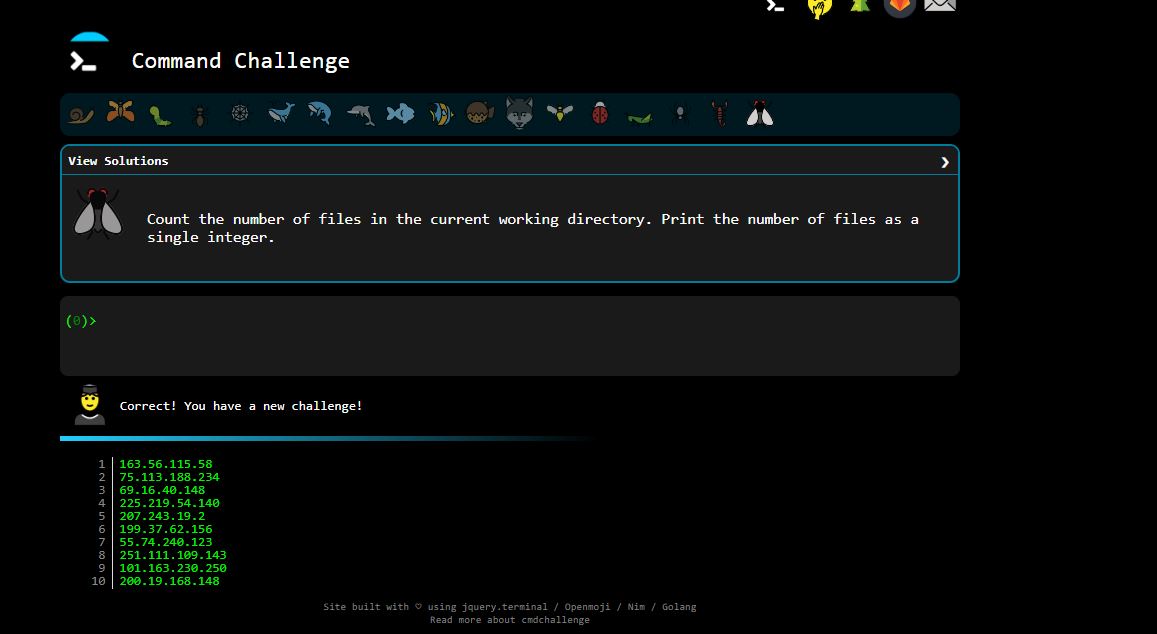 Command Challenge
View Solutions
Count the number of files in the current working directory. Print the number of files as a
single integer.
(0)>
Correct! You have a new challenge!
1 163.56.115.58
2 75.113.188.234
3 69.16.40.148
4 225.219.54.140
5 207.243.19.2
6 199.37.62.156
7 55.74.240.123
8 251.111.109.143
9 101.163.230.250
10 200.19.168.148
Site built with ♡ using jquery.terminal / Openmoji / Nim / Golang
Read more about cmdchallenge